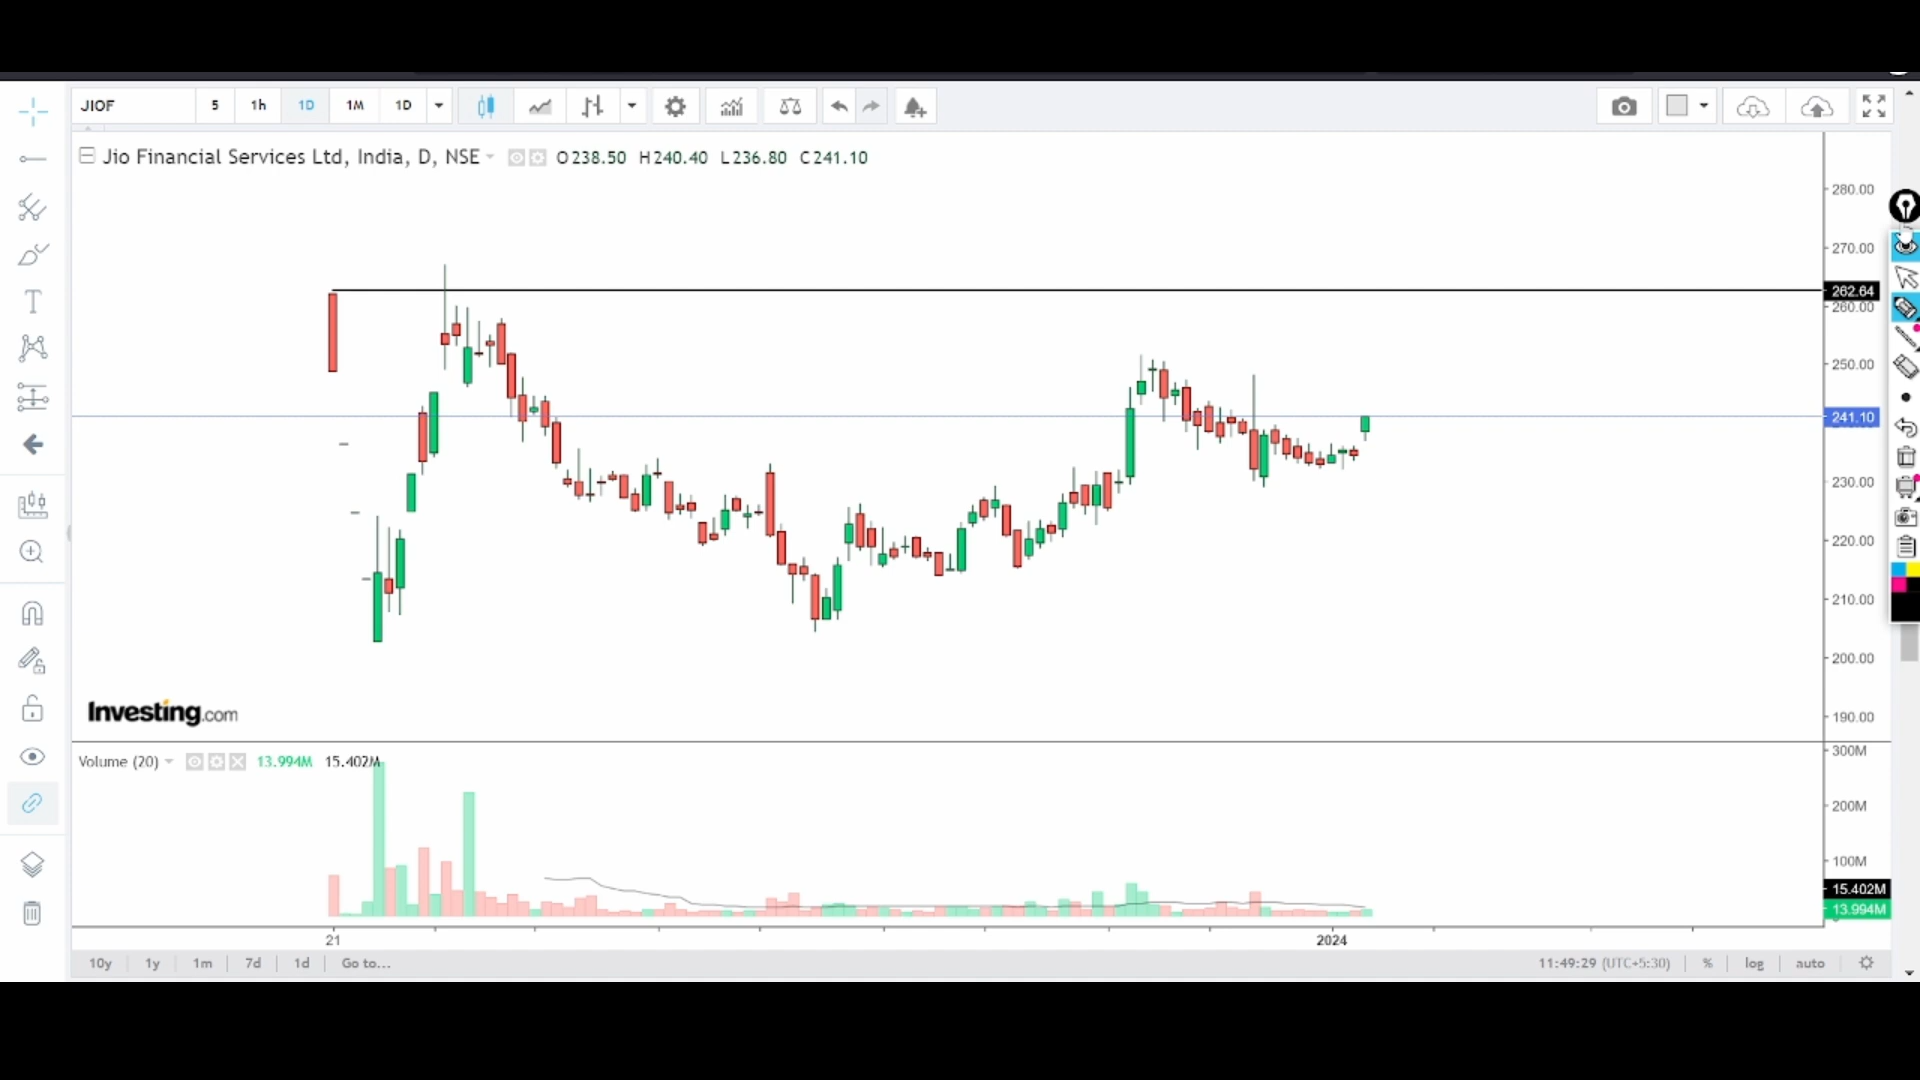 JIOF 5 1h 1D 1M 1D
Jio Financial Services Ltd, India, D, NSE O238.50 H240.40 L236.80 C241.10
280.00
270.00
262.64
260.00
250.00
241.10
230.00
220.00
210.00
200.00
190.00
Investing.com
Volume (20) 13.994M 15.402M
300M
200M
100M
15.402M
13.994M
21 2024
10y 1y 1m 7d 1d Go to... 11:49:29 (UTC+5:30) % log auto